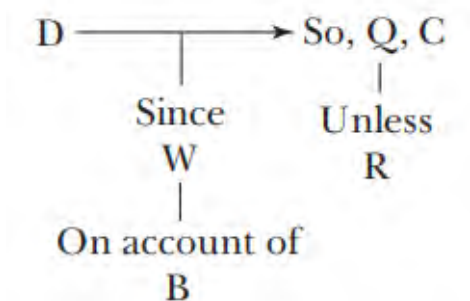 D So, Q, C
Since Unless
W R
On account of
B